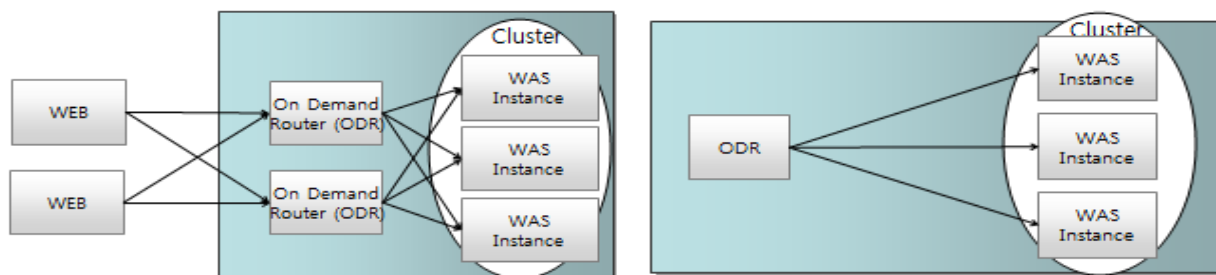 WEB
WEB
On Demand
Router (ODR)
On Demand
Router (ODR)
Cluster
WAS
Instance
WAS
Instance
WAS
Instance
ODR
Cluster
WAS
Instance
WAS
Instance
WAS
Instance